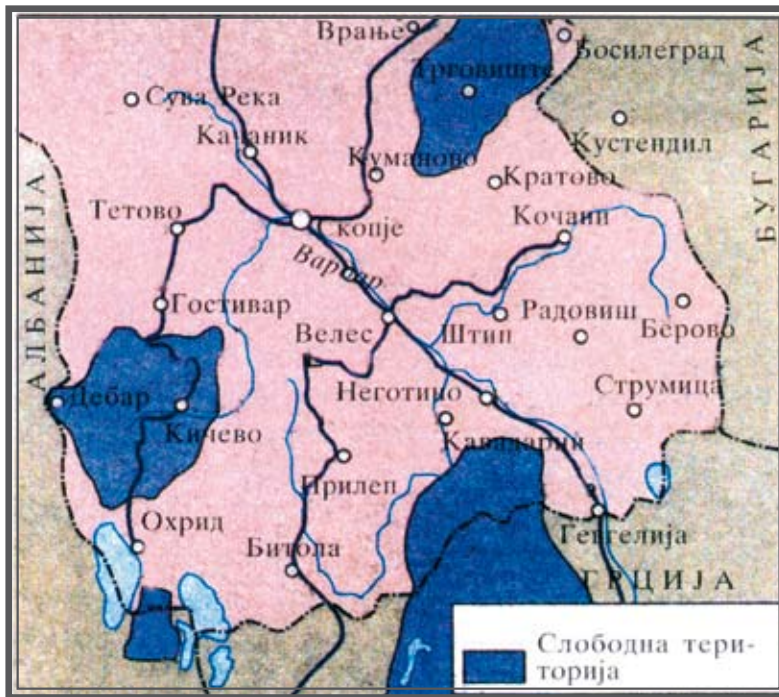 Врање
Босилеград
Трговиште
Сува Река
Качаник
Кустендил
БУГАРИЈА
Куманово
Кратово
АЛБАНИЈА
Тетово
Скопје
Кочани
Вардар
Гостивар
Велес
Штип
Радовиш
Берово
Дебар
Кичево
Неготино
Струмица
Кавадарци
Прилеп
Охрид
Битола
Гевгелија
ГРЦИЈА
Слободна тери-
торија